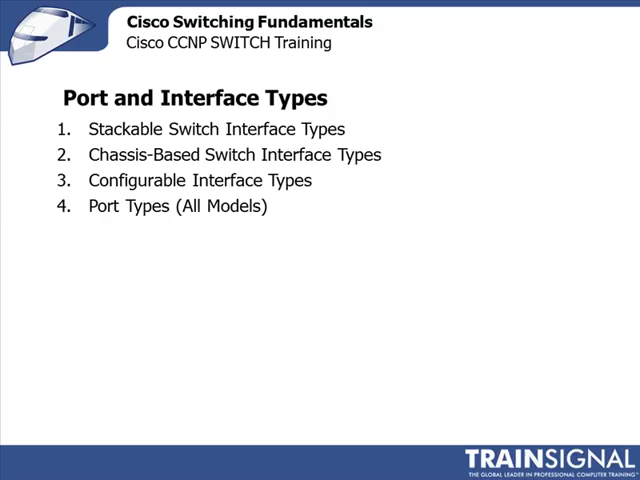 Cisco Switching Fundamentals
Cisco CCNP SWITCH Training
Port and Interface Types
1. Stackable Switch Interface Types
2. Chassis-Based Switch Interface Types
3. Configurable Interface Types
4. Port Types (All Models)
TRAINSIGNAL
THE GLOBAL LEADER IN PROFESSIONAL COMPUTER TRAINING™